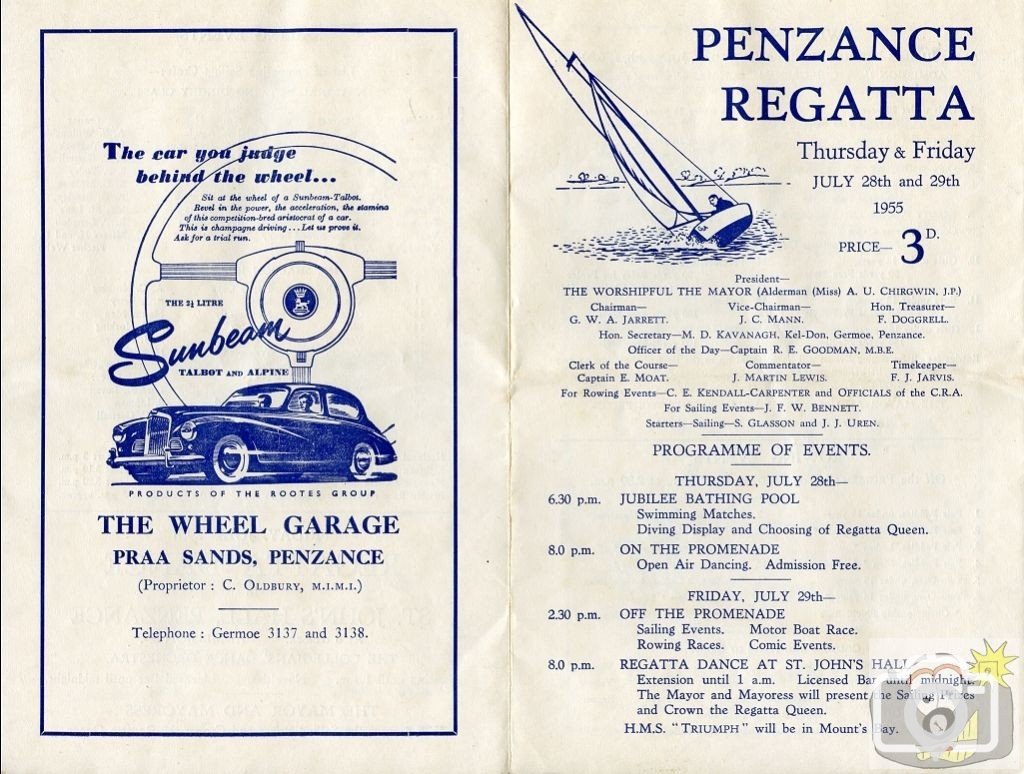 The car you judge
behind the wheel...
Sit at the wheel of a Sunbeam-Talbot.
Revel in the power, the acceleration, the stamina
of this competition-bred aristocrat of a car.
This is champagne driving...Let us prove it.
Ask for a trial run.
THE 2¼ LITRE
Sunbeam
TALBOT AND ALPINE
PRODUCTS OF THE ROOTES GROUP
THE WHEEL GARAGE
PRAA SANDS, PENZANCE
(Proprietor : C. OLDBURY, M.I.M.I.)
Telephone : Germoe 3137 and 3138.
PENZANCE
REGATTA
Thursday & Friday
JULY 28th and 29th
1955
PRICE— 3D.
President—
THE WORSHIPFUL THE MAYOR (Alderman (Miss) A. U. CHIRGWIN, J.P.)
Chairman— Vice-Chairman— Hon. Treasurer—
G. W. A. JARRETT. J. C. MANN. F. DOGGRELL.
Hon. Secretary—M. D. KAVANAGH, Kel-Don, Germoe, Penzance.
Officer of the Day—Captain R. E. GOODMAN, M.B.E.
Clerk of the Course— Commentator— Timekeeper—
Captain E. MOAT. J. MARTIN LEWIS. F. J. JARVIS.
For Rowing Events—C. E. KENDALL-CARPENTER and OFFICIALS of the C.R.A.
For Sailing Events—J. F. W. BENNETT.
Starters—Sailing—S. GLASSON and J. J. UREN.
PROGRAMME OF EVENTS.
THURSDAY, JULY 28th—
6.30 p.m. JUBILEE BATHING POOL
Swimming Matches.
Diving Display and Choosing of Regatta Queen.
8.0 p.m. ON THE PROMENADE
Open Air Dancing. Admission Free.
FRIDAY, JULY 29th—
2.30 p.m. OFF THE PROMENADE
Sailing Events. Motor Boat Race.
Rowing Races. Comic Events.
8.0 p.m. REGATTA DANCE AT ST. JOHN'S HALL
Extension until 1 a.m. Licensed Bar until midnight.
The Mayor and Mayoress will present the Sailing Prizes
and Crown the Regatta Queen.
H.M.S. "TRIUMPH" will be in Mount's Bay.